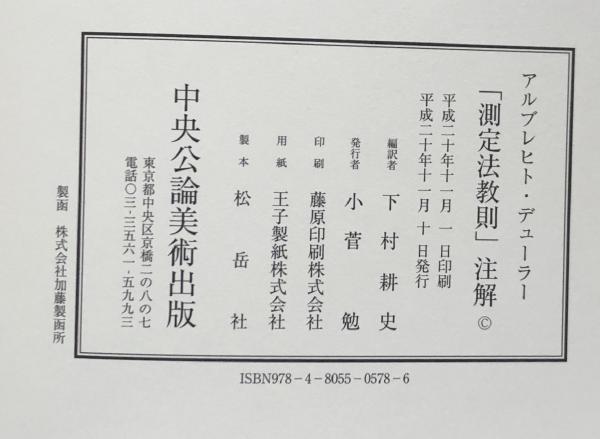 アルブレヒト・デューラー
「測定法教則」注解 ©
平成二十年十一月 一 日印刷
平成二十年十一月 十 日発行
編訳者 下村耕史
発行者 小菅 勉
印刷 藤原印刷株式会社
用紙 王子製紙株式会社
製本 松岳社
中央公論美術出版
東京都中央区京橋二の八の七
電話〇三-三五六一-五九九三
製函 株式会社加藤製函所
ISBN978-4-8055-0578-6